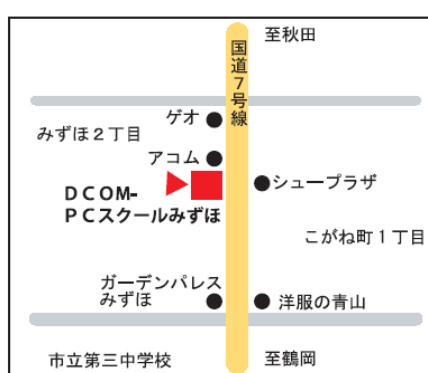 至秋田
国道７号線
ゲオ
みずほ２丁目
アコム
シュープラザ
ＤＣＯＭ-
ＰＣスクールみずほ
こがね町１丁目
ガーデンパレス
みずほ
洋服の青山
市立第三中学校
至鶴岡